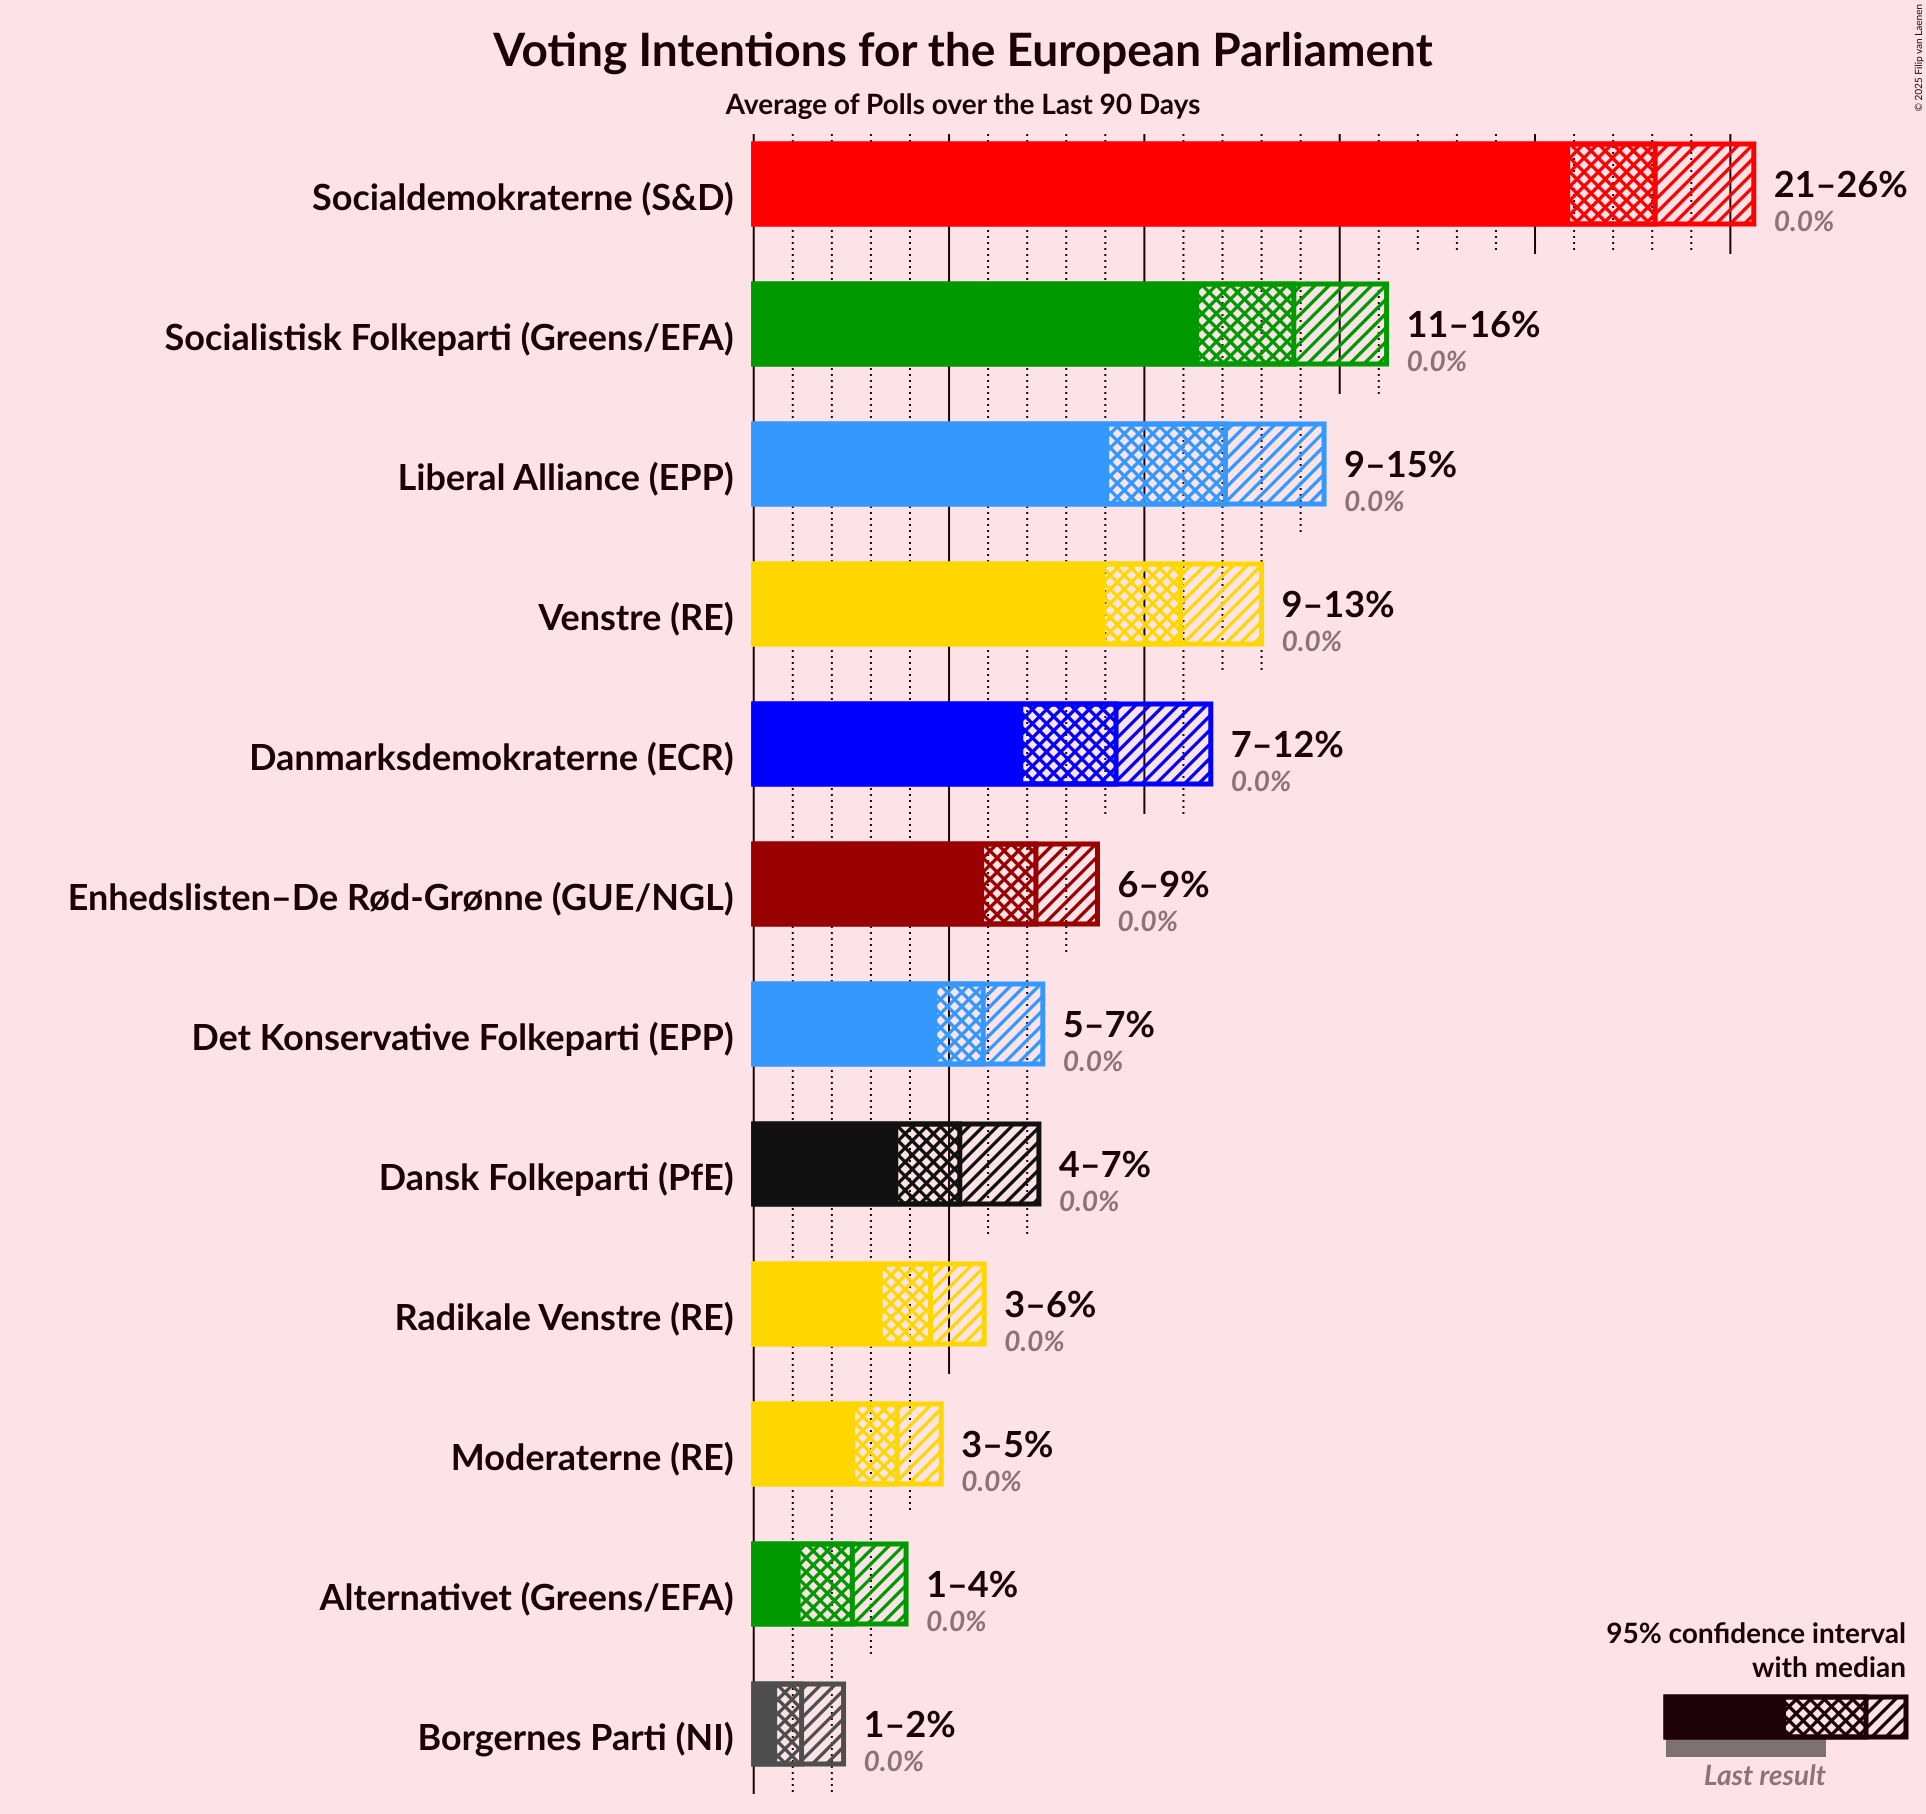 Voting Intentions for the European Parliament
Average of Polls over the Last 90 Days
© 2025 Filip van Laenen
Socialdemokraterne (S&D)
21–26%
0.0%
Socialistisk Folkeparti (Greens/EFA)
11–16%
0.0%
Liberal Alliance (EPP)
9–15%
0.0%
Venstre (RE)
9–13%
0.0%
Danmarksdemokraterne (ECR)
7–12%
0.0%
Enhedslisten–De Rød-Grønne (GUE/NGL)
6–9%
0.0%
Det Konservative Folkeparti (EPP)
5–7%
0.0%
Dansk Folkeparti (PfE)
4–7%
0.0%
Radikale Venstre (RE)
3–6%
0.0%
Moderaterne (RE)
3–5%
0.0%
Alternativet (Greens/EFA)
1–4%
0.0%
Borgernes Parti (NI)
1–2%
0.0%
95% confidence interval
with median
Last result